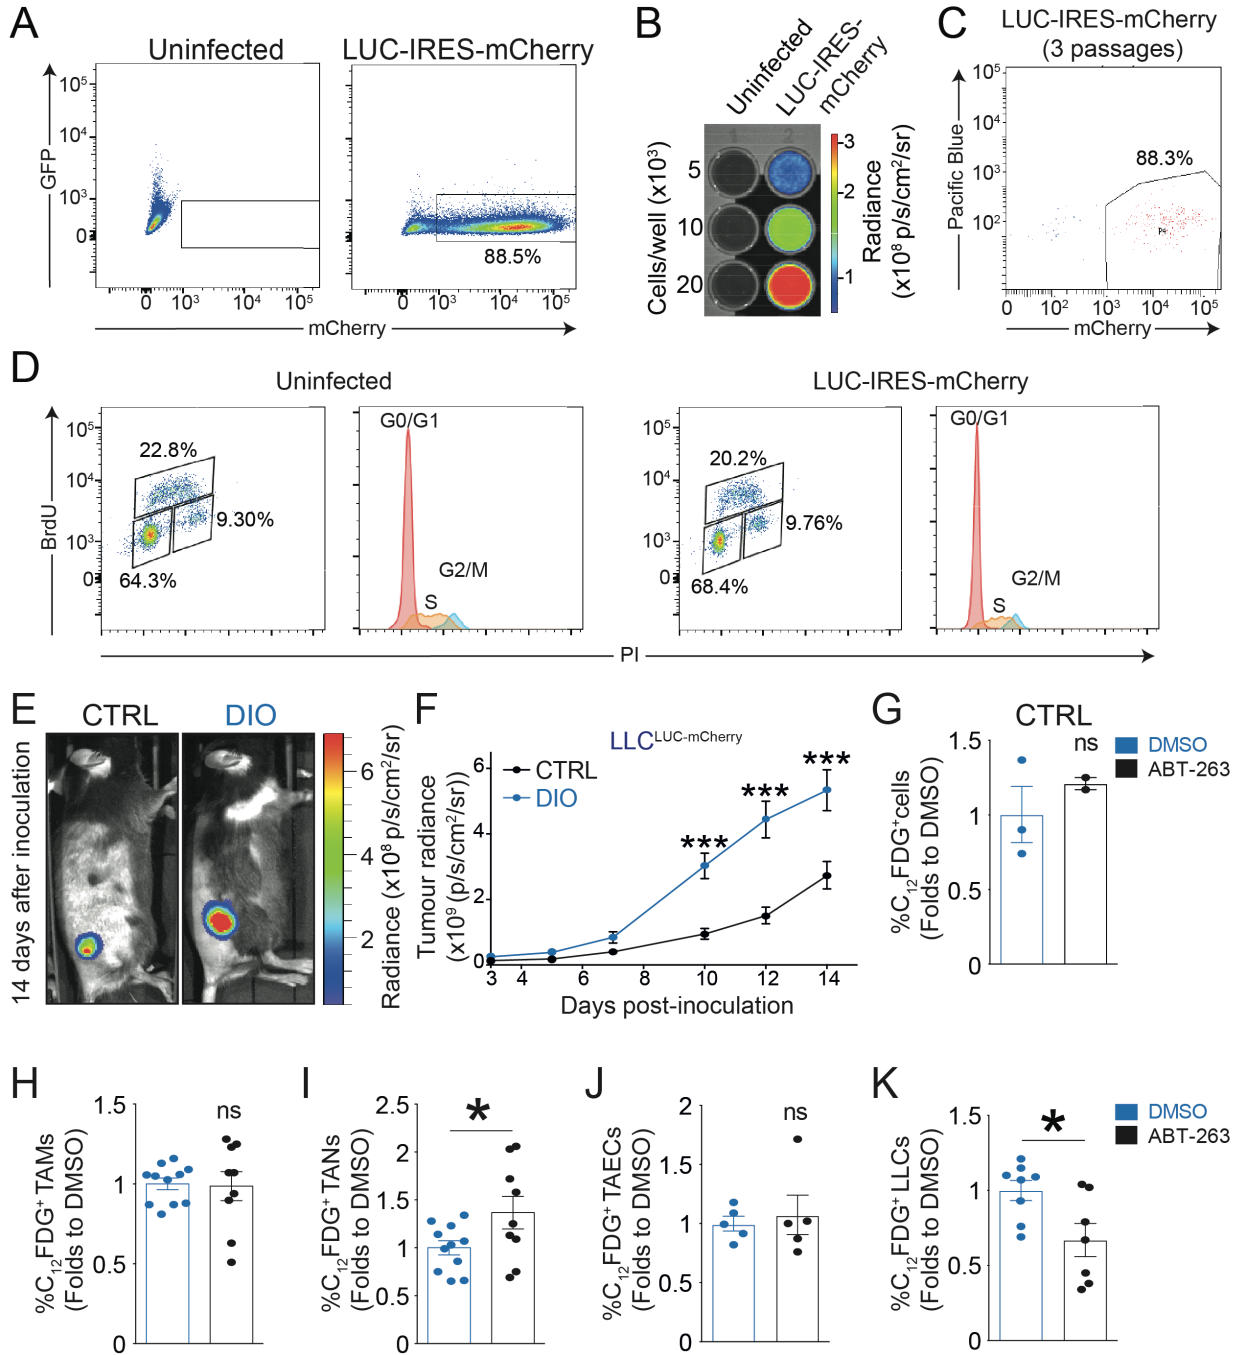 A
Uninfected
LUC-IRES-mCherry
GFP
10⁵
10⁴
10³
0
0
10³
10⁴
10⁵
88.5%
0
10³
10⁴
10⁵
mCherry
B
Uninfected
LUC-IRES-
mCherry
Cells/well (x10³)
5
10
20
3
2
1
Radiance
(x10⁸ p/s/cm²/sr)
C
LUC-IRES-mCherry
(3 passages)
Pacific Blue
10⁵
10⁴
10³
10²
88.3%
P4
0
10²
10³
10⁴
10⁵
mCherry
D
Uninfected
LUC-IRES-mCherry
BrdU
10⁵
10⁴
10³
0
22.8%
9.30%
64.3%
G0/G1
S
G2/M
10⁵
10⁴
10³
0
20.2%
9.76%
68.4%
G0/G1
S
G2/M
PI
E
CTRL
DIO
14 days after inoculation
6
4
2
Radiance (x10⁸ p/s/cm²/sr)
F
LLC^LUC-mCherry
CTRL
DIO
Tumour radiance
(x10⁹ (p/s/cm²/sr))
6
4
2
0
***
***
***
3
4
6
8
10
12
14
Days post-inoculation
G
CTRL
DMSO
ABT-263
ns
%C₁₂FDG⁺cells
(Folds to DMSO)
1.5
1
0.5
0
H
%C₁₂FDG⁺ TAMs
(Folds to DMSO)
1.5
1
0.5
0
ns
I
%C₁₂FDG⁺ TANs
(Folds to DMSO)
2.5
2
1.5
1
0.5
0
*
J
%C₁₂FDG⁺ TAECs
(Folds to DMSO)
2
1.5
1
0.5
0
ns
K
%C₁₂FDG⁺ LLCs
(Folds to DMSO)
1.5
1
0.5
0
*
DMSO
ABT-263